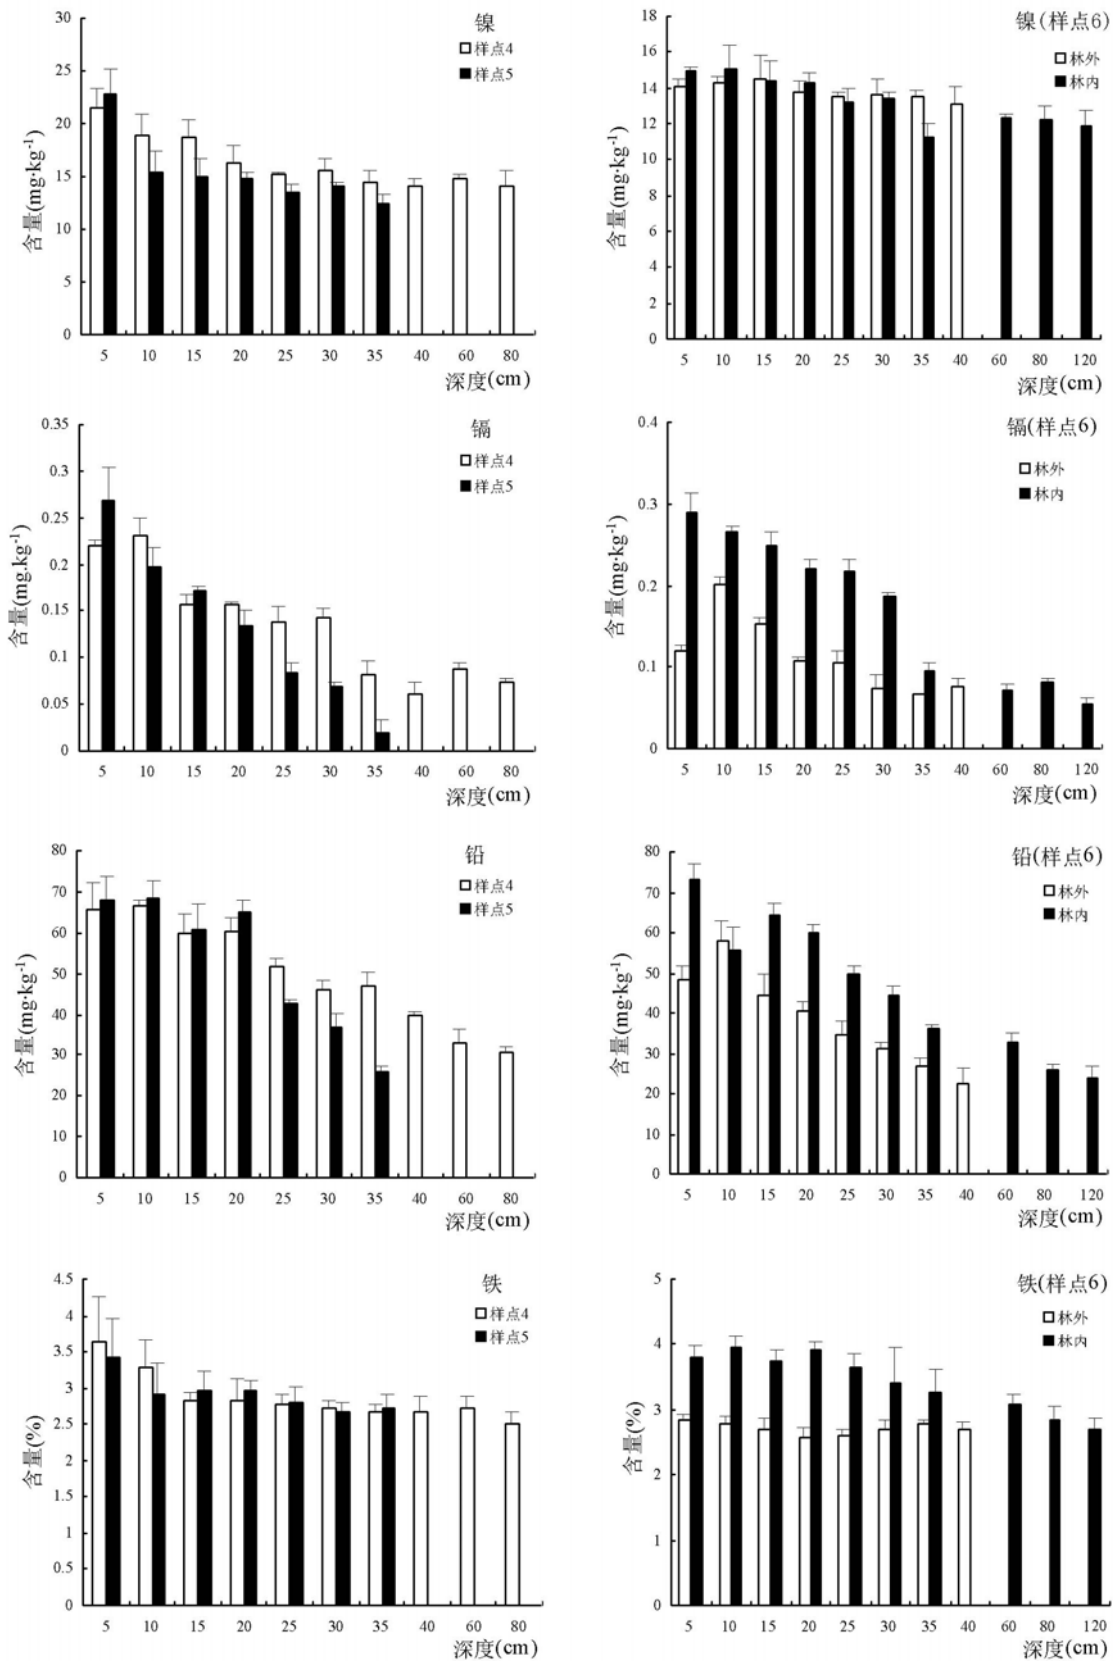 镍
样点4
样点5
30
25
20
15
10
5
0
含量(mg·kg⁻¹)
5 10 15 20 25 30 35 40 60 80
深度(cm)
镍(样点6)
林外
林内
18
16
14
12
10
8
6
4
2
0
含量(mg·kg⁻¹)
5 10 15 20 25 30 35 40 60 80 120
深度(cm)
镉
样点4
样点5
0.35
0.3
0.25
0.2
0.15
0.1
0.05
0
含量(mg.kg⁻¹)
5 10 15 20 25 30 35 40 60 80
深度(cm)
镉(样点6)
林外
林内
0.4
0.3
0.2
0.1
0
含量(mg·kg⁻¹)
5 10 15 20 25 30 35 40 60 80 120
深度(cm)
铅
样点4
样点5
80
70
60
50
40
30
20
10
0
含量(mg·kg⁻¹)
5 10 15 20 25 30 35 40 60 80
深度(cm)
铅(样点6)
林外
林内
80
70
60
50
40
30
20
10
0
含量(mg·kg⁻¹)
5 10 15 20 25 30 35 40 60 80 120
深度(cm)
铁
样点4
样点5
4.5
4
3.5
3
2.5
2
1.5
1
0.5
0
含量(%)
5 10 15 20 25 30 35 40 60 80
深度(cm)
铁(样点6)
林外
林内
5
4
3
2
1
0
含量(%)
5 10 15 20 25 30 35 40 60 80 120
深度(cm)